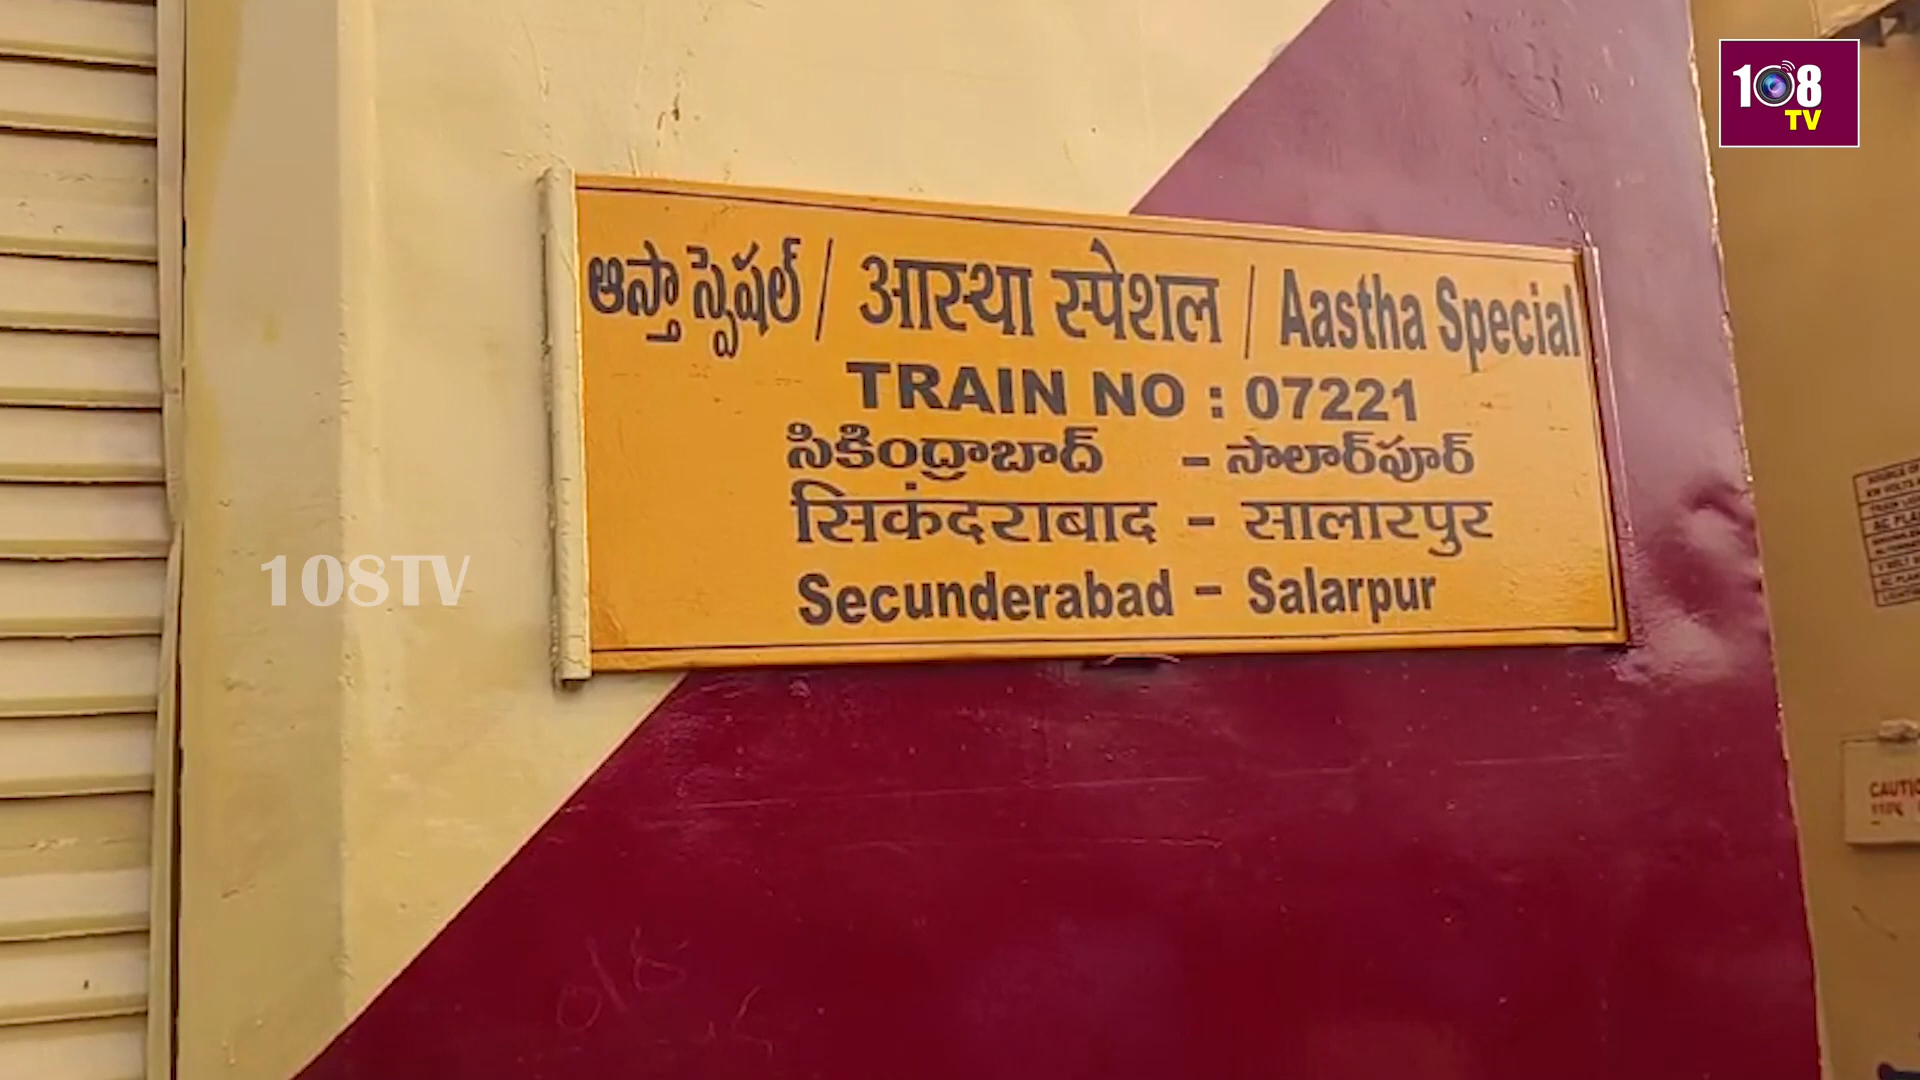 108
TV
ఆస్తా స్పెషల్ / आस्था स्पेशल / Aastha Special
TRAIN NO : 07221
సికింద్రాబాద్ - సాలార్‌పూర్
सिकंदराबाद - सालारपुर
Secunderabad - Salarpur
108TV